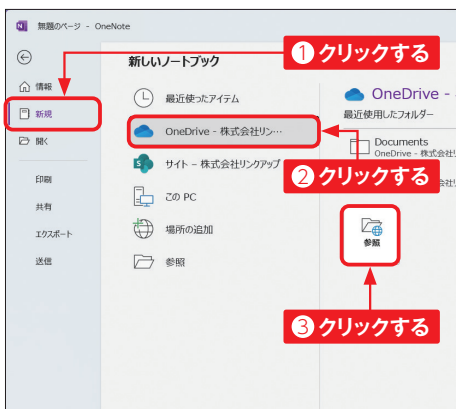 無題のページ - OneNote
情報
新規
開く
印刷
共有
エクスポート
送信
新しいノートブック
①クリックする
最近使ったアイテム
OneDrive - 株式会社リン…
サイト – 株式会社リンクアップ
この PC
場所の追加
参照
OneDrive -
最近使用したフォルダー
Documents
OneDrive - 株式会社
②クリックする
会社
参照
③クリックする